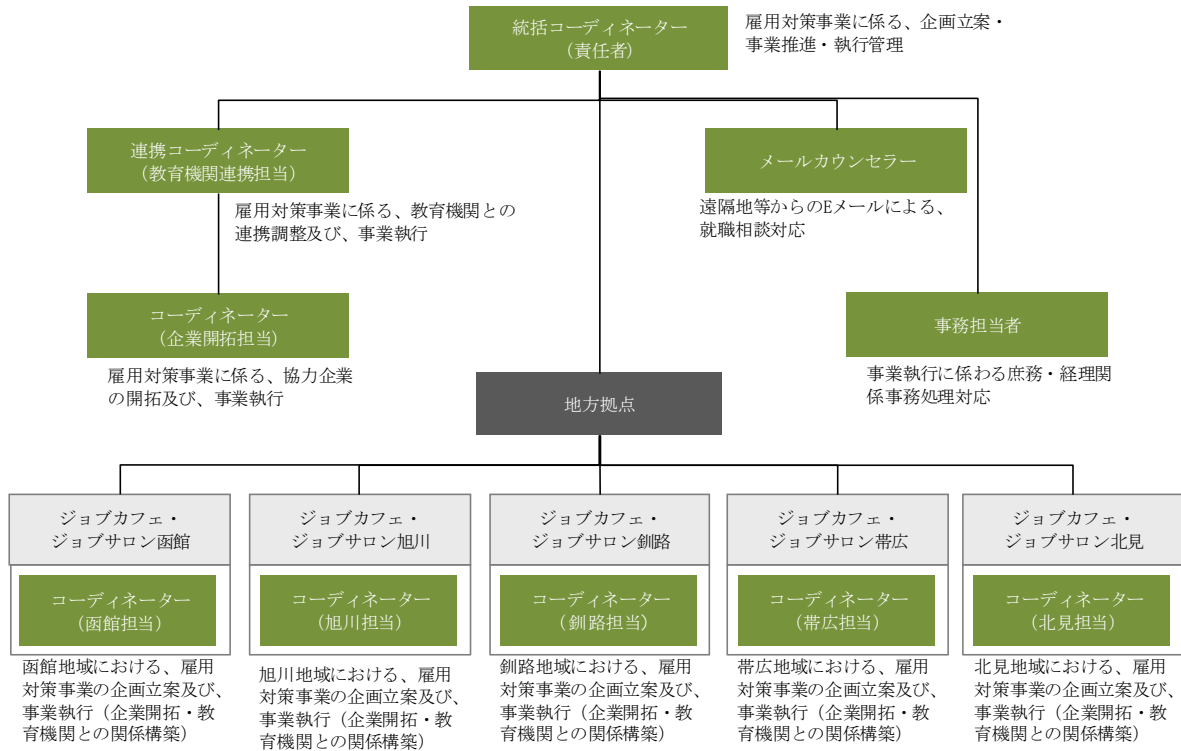 統括コーディネーター
(責任者)
雇用対策事業に係る、企画立案・
事業推進・執行管理
連携コーディネーター
(教育機関連携担当)
雇用対策事業に係る、教育機関との
連携調整及び、事業執行
メールカウンセラー
遠隔地等からのEメールによる、
就職相談対応
コーディネーター
(企業開拓担当)
雇用対策事業に係る、協力企業
の開拓及び、事業執行
事務担当者
事業執行に係わる庶務・経理関
係事務処理対応
地方拠点
ジョブカフェ・
ジョブサロン函館
コーディネーター
(函館担当)
函館地域における、雇用
対策事業の企画立案及び、
事業執行(企業開拓・教
育機関との関係構築)
ジョブカフェ・
ジョブサロン旭川
コーディネーター
(旭川担当)
旭川地域における、雇用
対策事業の企画立案及び、
事業執行(企業開拓・教
育機関との関係構築)
ジョブカフェ・
ジョブサロン釧路
コーディネーター
(釧路担当)
釧路地域における、雇用
対策事業の企画立案及び、
事業執行(企業開拓・教
育機関との関係構築)
ジョブカフェ・
ジョブサロン帯広
コーディネーター
(帯広担当)
帯広地域における、雇用
対策事業の企画立案及び、
事業執行(企業開拓・教
育機関との関係構築)
ジョブカフェ・
ジョブサロン北見
コーディネーター
(北見担当)
北見地域における、雇用
対策事業の企画立案及び、
事業執行(企業開拓・教
育機関との関係構築)